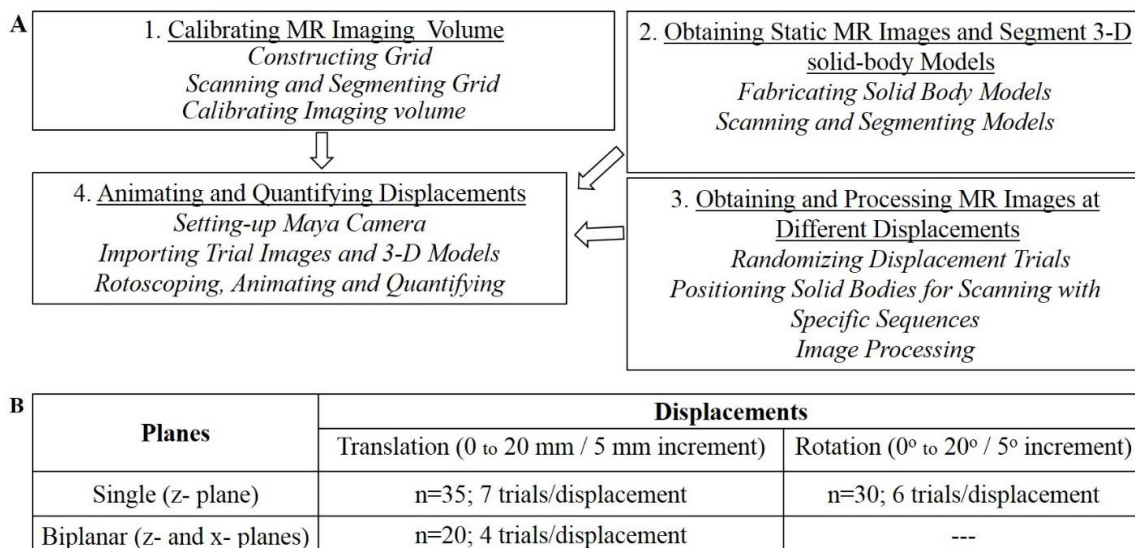 A
1. Calibrating MR Imaging Volume
Constructing Grid
Scanning and Segmenting Grid
Calibrating Imaging volume
2. Obtaining Static MR Images and Segment 3-D
solid-body Models
Fabricating Solid Body Models
Scanning and Segmenting Models
4. Animating and Quantifying Displacements
Setting-up Maya Camera
Importing Trial Images and 3-D Models
Rotoscoping, Animating and Quantifying
3. Obtaining and Processing MR Images at
Different Displacements
Randomizing Displacement Trials
Positioning Solid Bodies for Scanning with
Specific Sequences
Image Processing
B
Planes
Displacements
Translation (0 to 20 mm / 5 mm increment)
Rotation (0º to 20º / 5º increment)
Single (z- plane)
n=35; 7 trials/displacement
n=30; 6 trials/displacement
Biplanar (z- and x- planes)
n=20; 4 trials/displacement
---